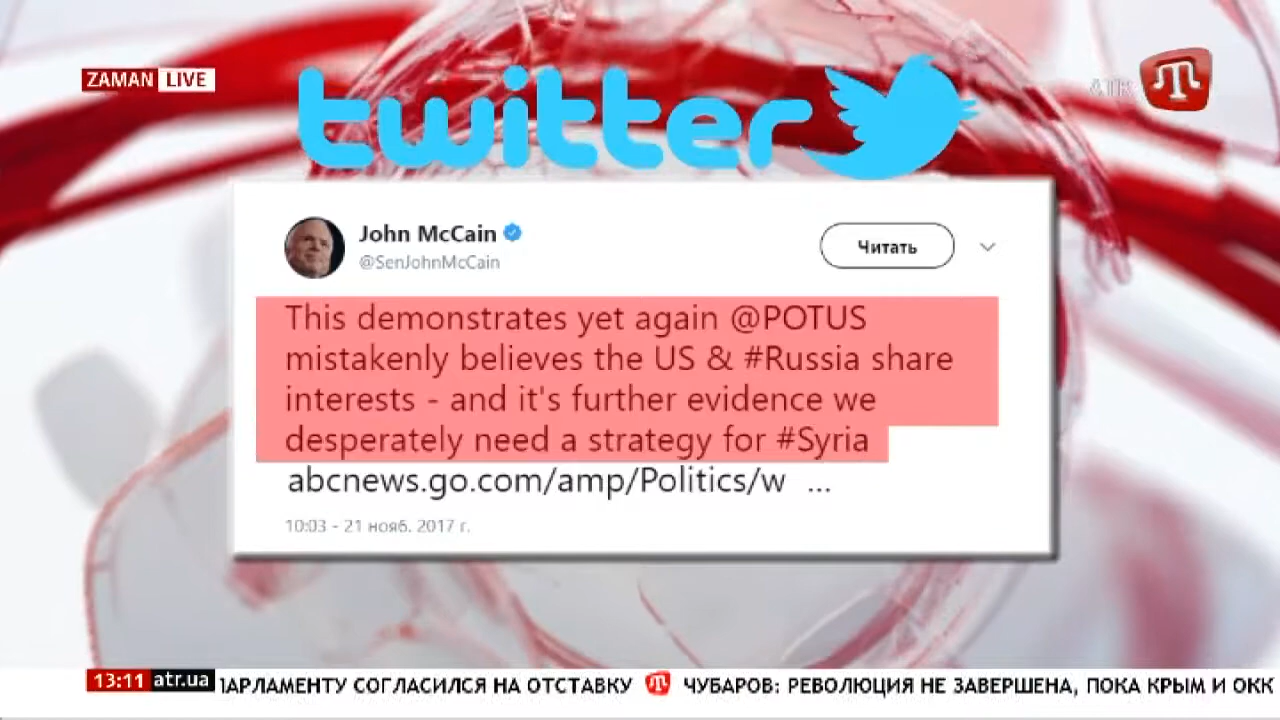 ZAMAN LIVE
ATR
twitter
John McCain
@SenJohnMcCain
Читать
This demonstrates yet again @POTUS
mistakenly believes the US & #Russia share
interests - and it's further evidence we
desperately need a strategy for #Syria
abcnews.go.com/amp/Politics/w ...
10:03 - 21 нояб. 2017 г.
13:11 atr.ua
ПАРЛАМЕНТУ СОГЛАСИЛСЯ НА ОТСТАВКУ ЧУБАРОВ: РЕВОЛЮЦИЯ НЕ ЗАВЕРШЕНА, ПОКА КРЫМ И ОКК